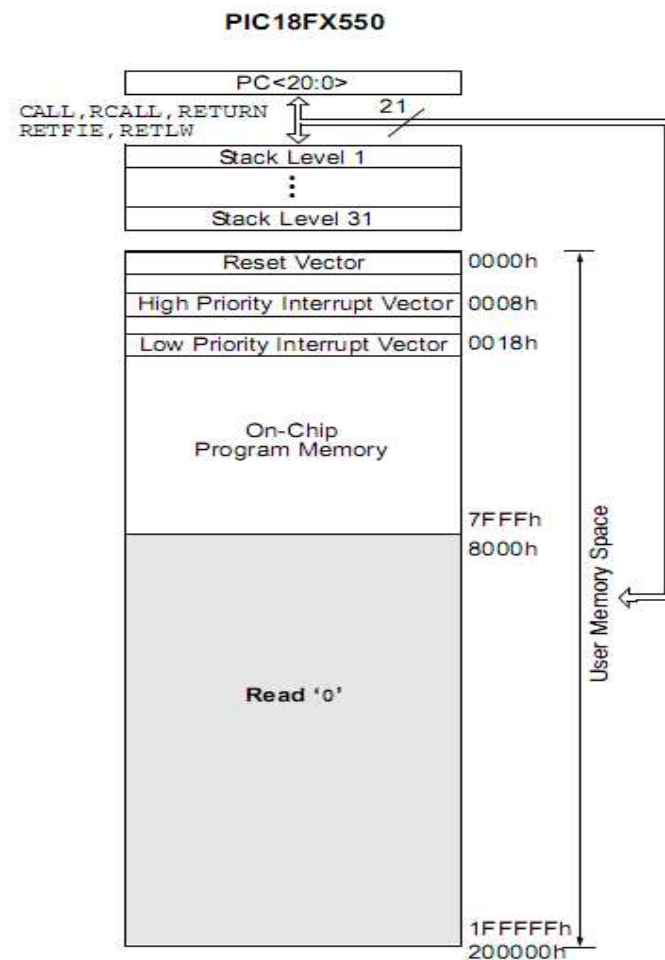 PIC18FX550
PC<20:0>
CALL,RCALL,RETURN
RETFIE,RETLW
21
Stack Level 1
Stack Level 31
Reset Vector
0000h
High Priority Interrupt Vector
0008h
Low Priority Interrupt Vector
0018h
On-Chip
Program Memory
7FFFh
8000h
User Memory Space
Read ‘0’
1FFFFFh
200000h